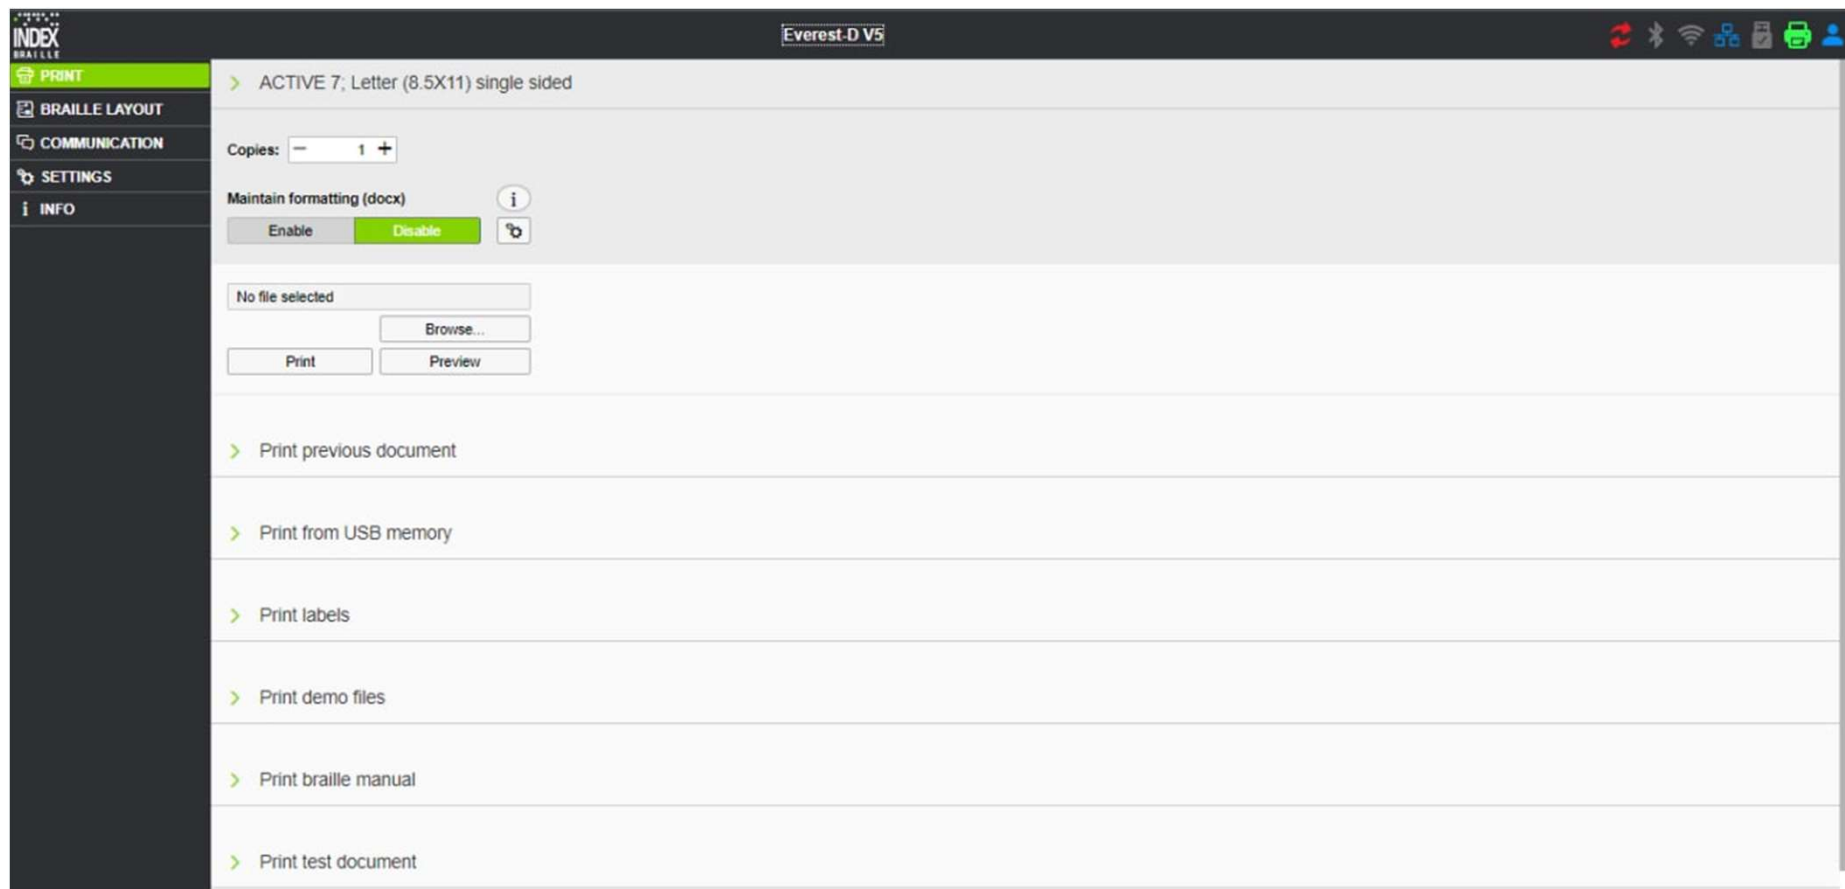 INDEX
BRAILLE
Everest-D V5
PRINT
BRAILLE LAYOUT
COMMUNICATION
SETTINGS
i INFO
ACTIVE 7; Letter (8.5X11) single sided
Copies: − 1 +
Maintain formatting (docx) i
Enable Disable
No file selected
Browse...
Print Preview
Print previous document
Print from USB memory
Print labels
Print demo files
Print braille manual
Print test document